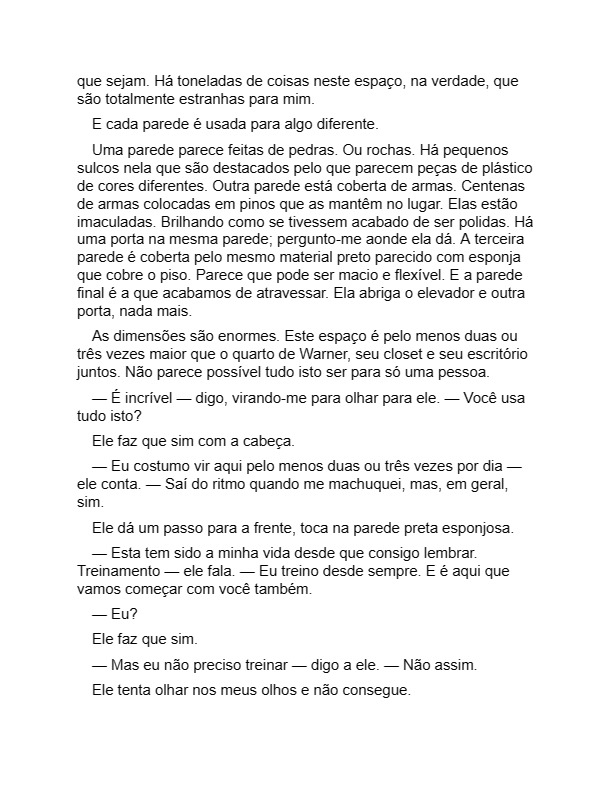 que sejam. Há toneladas de coisas neste espaço, na verdade, que
são totalmente estranhas para mim.
E cada parede é usada para algo diferente.
Uma parede parece feitas de pedras. Ou rochas. Há pequenos
sulcos nela que são destacados pelo que parecem peças de plástico
de cores diferentes. Outra parede está coberta de armas. Centenas
de armas colocadas em pinos que as mantêm no lugar. Elas estão
imaculadas. Brilhando como se tivessem acabado de ser polidas. Há
uma porta na mesma parede; pergunto-me aonde ela dá. A terceira
parede é coberta pelo mesmo material preto parecido com esponja
que cobre o piso. Parece que pode ser macio e flexível. E a parede
final é a que acabamos de atravessar. Ela abriga o elevador e outra
porta, nada mais.
As dimensões são enormes. Este espaço é pelo menos duas ou
três vezes maior que o quarto de Warner, seu closet e seu escritório
juntos. Não parece possível tudo isto ser para só uma pessoa.
— É incrível — digo, virando-me para olhar para ele. — Você usa
tudo isto?
Ele faz que sim com a cabeça.
— Eu costumo vir aqui pelo menos duas ou três vezes por dia —
ele conta. — Saí do ritmo quando me machuquei, mas, em geral,
sim.
Ele dá um passo para a frente, toca na parede preta esponjosa.
— Esta tem sido a minha vida desde que consigo lembrar.
Treinamento — ele fala. — Eu treino desde sempre. E é aqui que
vamos começar com você também.
— Eu?
Ele faz que sim.
— Mas eu não preciso treinar — digo a ele. — Não assim.
Ele tenta olhar nos meus olhos e não consegue.